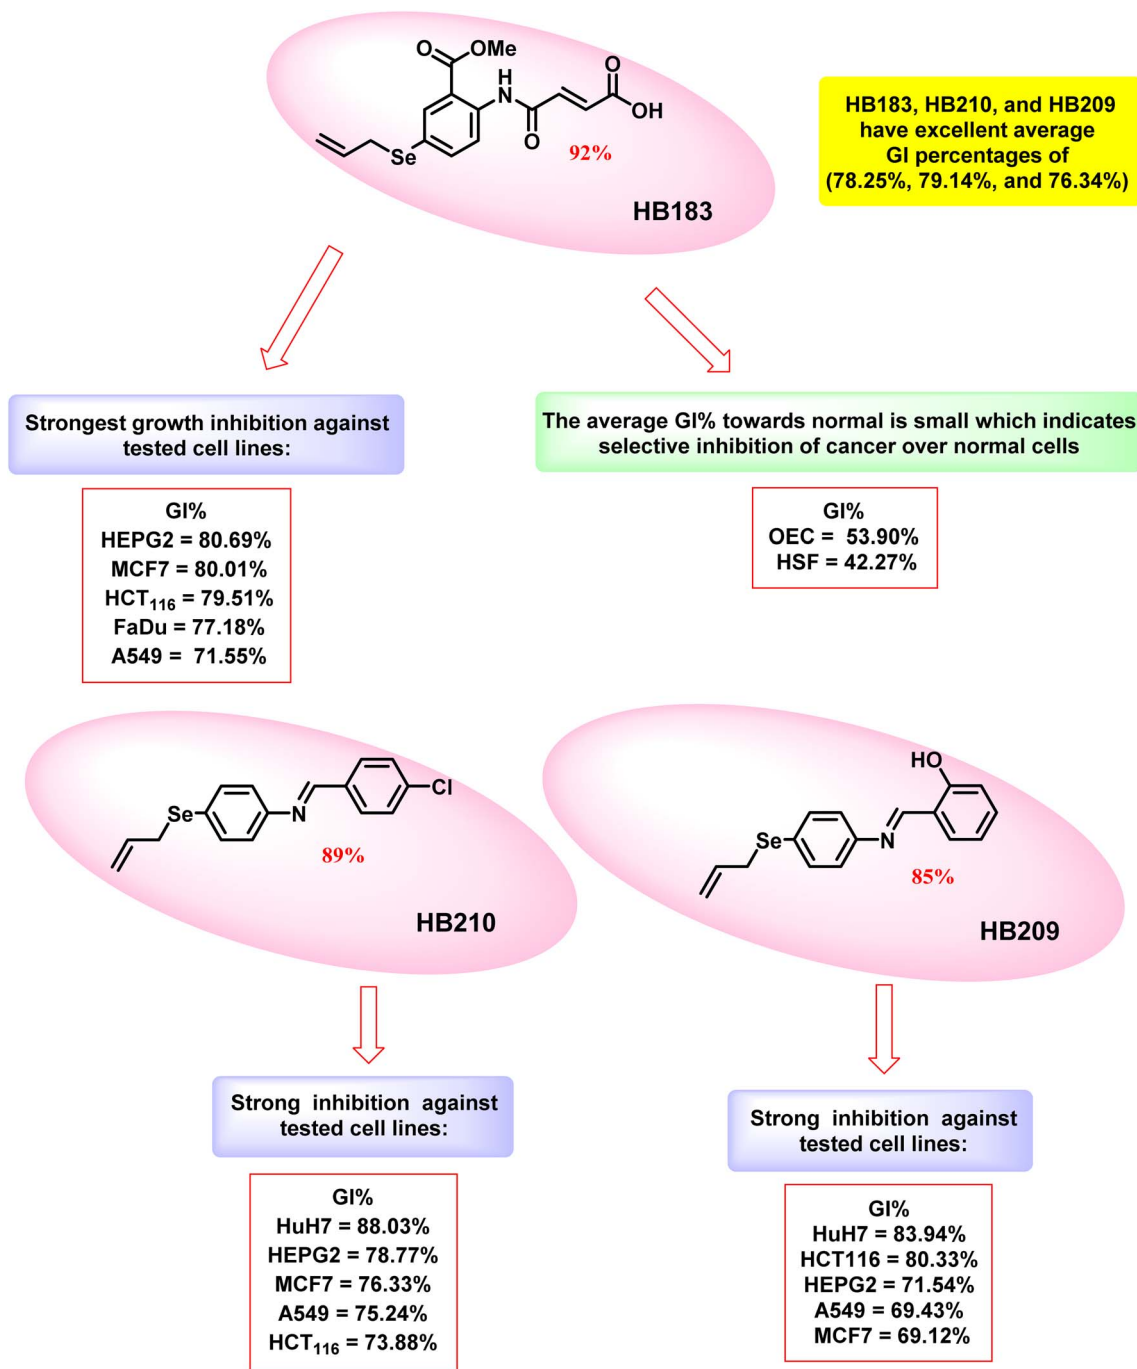 O
OMe
H
N
O
OH
O
Se
92%
HB183
HB183, HB210, and HB209
have excellent average
GI percentages of
(78.25%, 79.14%, and 76.34%)
Strongest growth inhibition against
tested cell lines:
GI%
HEPG2 = 80.69%
MCF7 = 80.01%
HCT116 = 79.51%
FaDu = 77.18%
A549 = 71.55%
The average GI% towards normal is small which indicates
selective inhibition of cancer over normal cells
GI%
OEC = 53.90%
HSF = 42.27%
Cl
Se
N
89%
HB210
HO
Se
N
85%
HB209
Strong inhibition against
tested cell lines:
GI%
HuH7 = 88.03%
HEPG2 = 78.77%
MCF7 = 76.33%
A549 = 75.24%
HCT116 = 73.88%
Strong inhibition against
tested cell lines:
GI%
HuH7 = 83.94%
HCT116 = 80.33%
HEPG2 = 71.54%
A549 = 69.43%
MCF7 = 69.12%